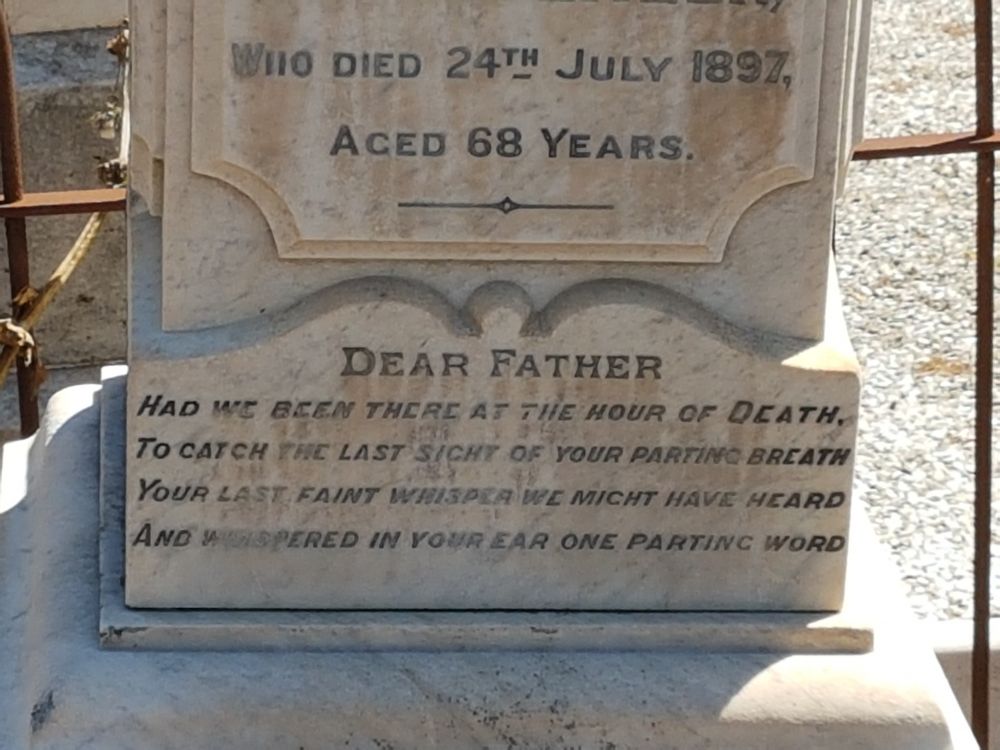 WHO DIED 24TH JULY 1897,
AGED 68 YEARS.
DEAR FATHER
HAD WE BEEN THERE AT THE HOUR OF DEATH,
TO CATCH THE LAST SIGHT OF YOUR PARTING BREATH
YOUR LAST FAINT WHISPER WE MIGHT HAVE HEARD
AND WHISPERED IN YOUR EAR ONE PARTING WORD